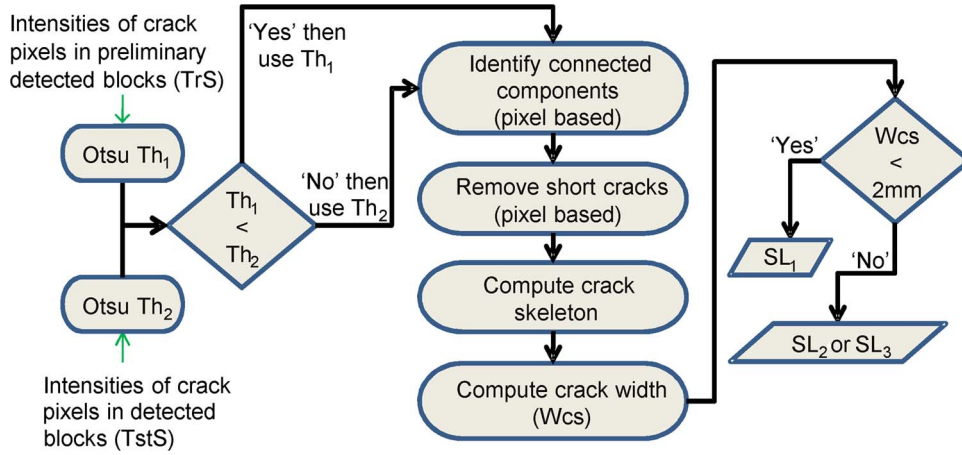 Intensities of crack
pixels in preliminary
detected blocks (TrS)
Otsu Th₁
Otsu Th₂
Intensities of crack
pixels in detected
blocks (TstS)
Th₁
<
Th₂
'Yes' then
use Th₁
'No' then
use Th₂
Identify connected
components
(pixel based)
Remove short cracks
(pixel based)
Compute crack
skeleton
Compute crack width
(Wcs)
Wcs
<
2mm
'Yes'
SL₁
'No'
SL₂ or SL₃